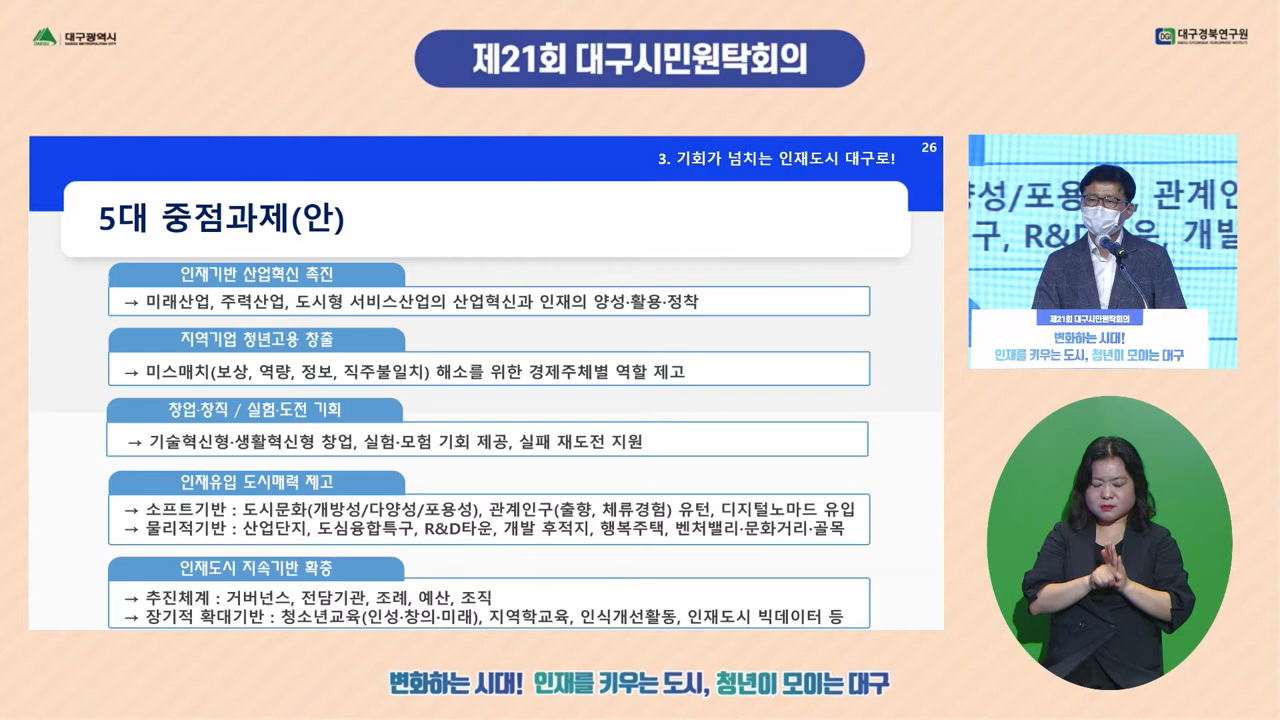 대구광역시
DAEGU METROPOLITAN CITY
제21회 대구시민원탁회의
DGI
대구경북연구원
3. 기회가 넘치는 인재도시 대구로!
26
5대 중점과제(안)
인재기반 산업혁신 촉진
→ 미래산업, 주력산업, 도시형 서비스산업의 산업혁신과 인재의 양성·활용·정착
지역기업 청년고용 창출
→ 미스매치(보상, 역량, 정보, 직주불일치) 해소를 위한 경제주체별 역할 제고
창업·창직 / 실험·도전 기회
→ 기술혁신형·생활혁신형 창업, 실험·모험 기회 제공, 실패 재도전 지원
인재유입 도시매력 제고
→ 소프트기반 : 도시문화(개방성/다양성/포용성), 관계인구(출향, 체류경험) 유턴, 디지털노마드 유입
→ 물리적기반 : 산업단지, 도심융합특구, R&D타운, 개발 후적지, 행복주택, 벤처밸리·문화거리·골목
인재도시 지속기반 확충
→ 추진체계 : 거버넌스, 전담기관, 조례, 예산, 조직
→ 장기적 확대기반 : 청소년교육(인성·창의·미래), 지역학교육, 인식개선활동, 인재도시 빅데이터 등
양성/포용 관계인
구, R&D 운, 개발
제21회 대구시민원탁회의
변화하는 시대!
인재를 키우는 도시, 청년이 모이는 대구
변화하는 시대! 인재를 키우는 도시, 청년이 모이는 대구